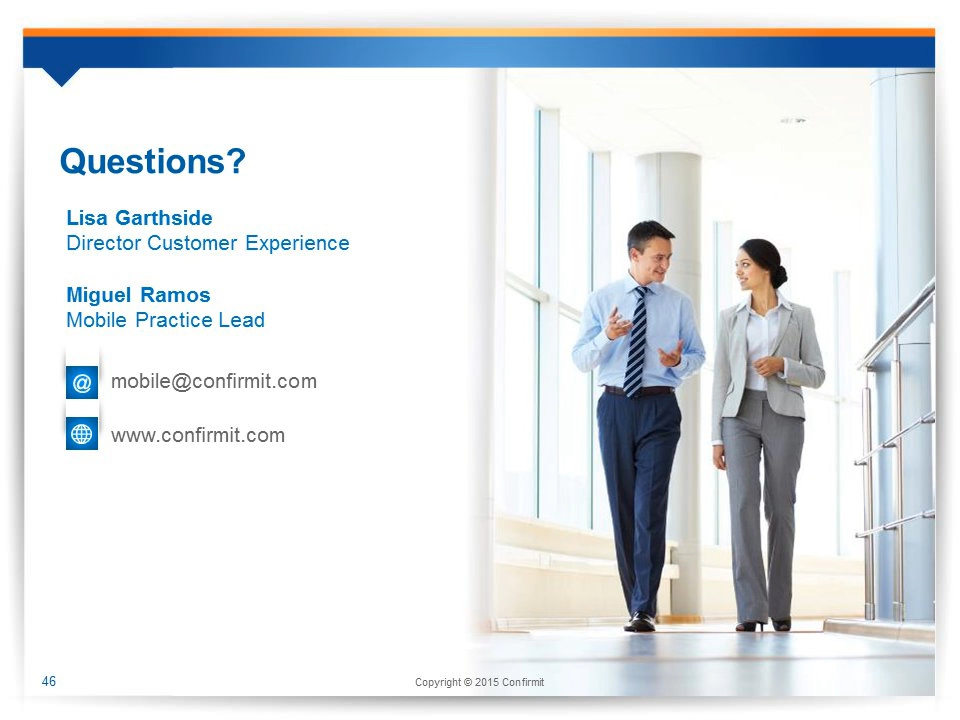 Questions?
Lisa Garthside
Director Customer Experience
Miguel Ramos
Mobile Practice Lead
@ mobile@confirmit.com
www.confirmit.com
46
Copyright © 2015 Confirmit